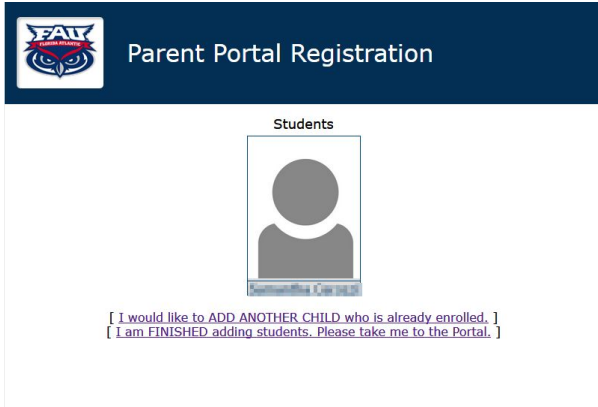 FAU
FLORIDA ATLANTIC
Parent Portal Registration
Students
[ I would like to ADD ANOTHER CHILD who is already enrolled. ]
[ I am FINISHED adding students. Please take me to the Portal. ]